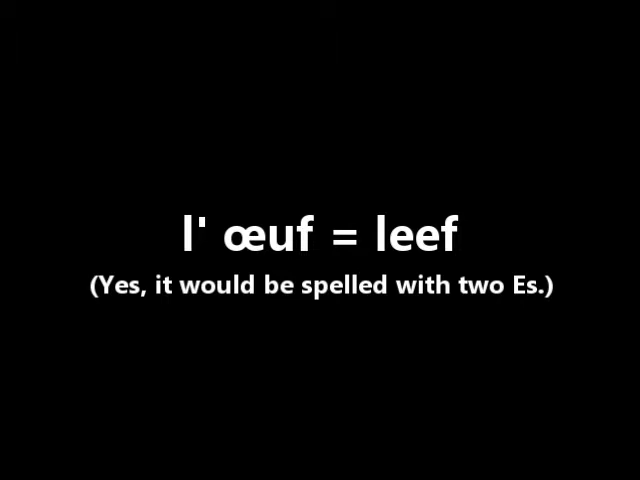 l' œuf = leef
(Yes, it would be spelled with two Es.)